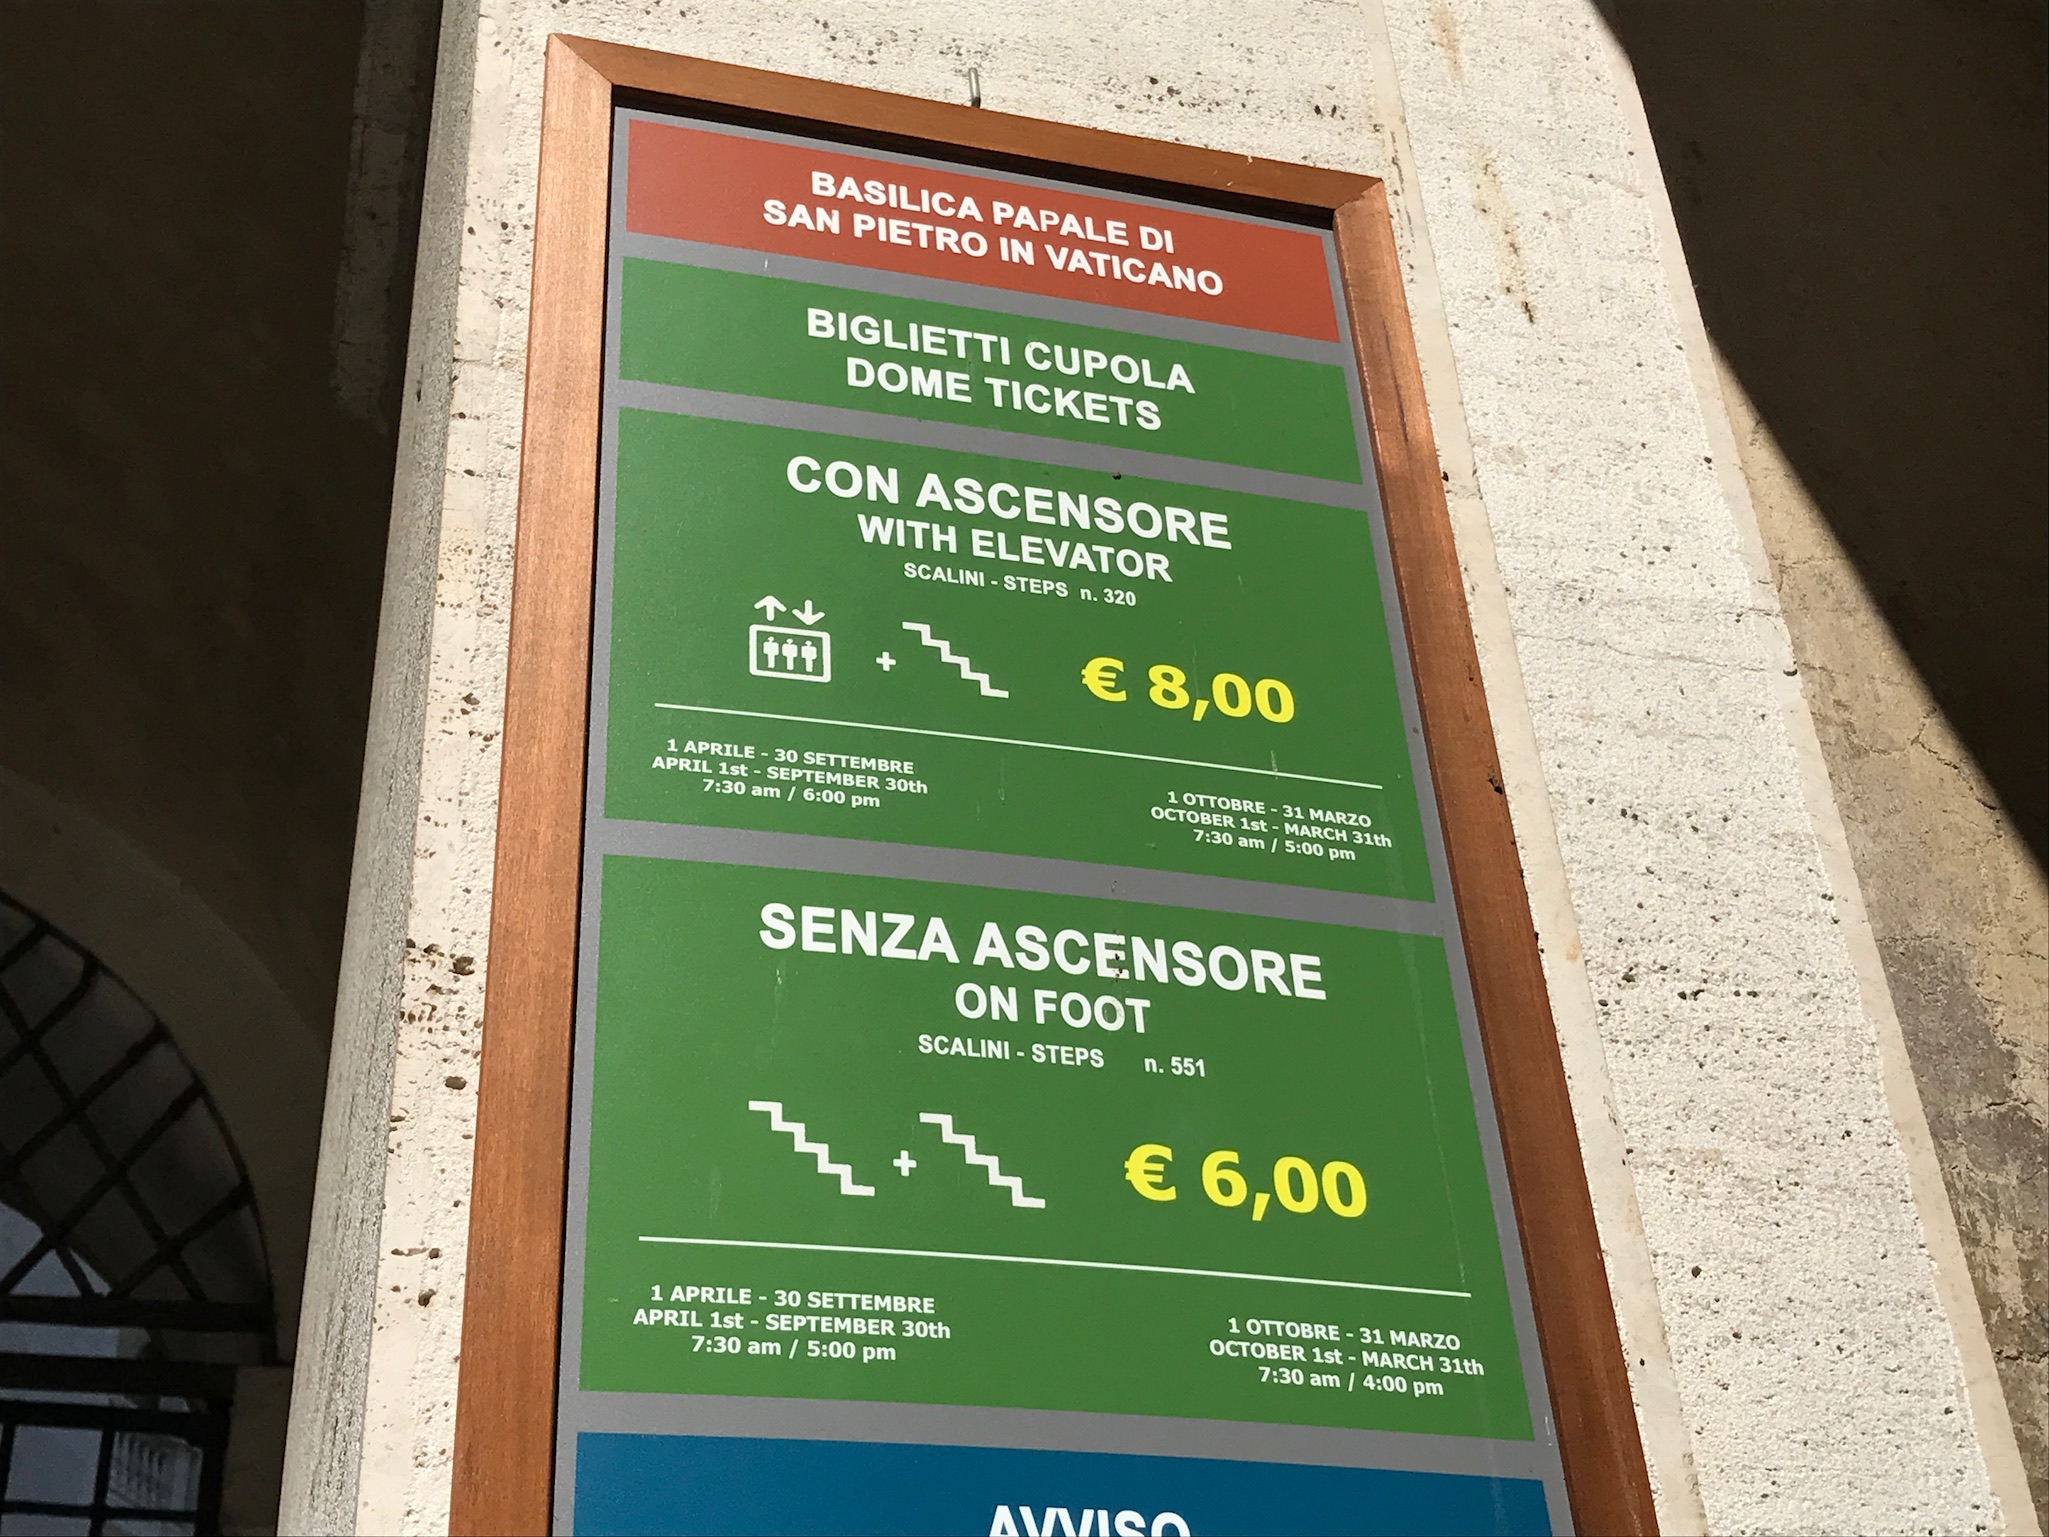 BASILICA PAPALE DI
SAN PIETRO IN VATICANO
BIGLIETTI CUPOLA
DOME TICKETS
CON ASCENSORE
WITH ELEVATOR
SCALINI - STEPS n. 320
+ € 8,00
1 APRILE - 30 SETTEMBRE
APRIL 1st - SEPTEMBER 30th
7:30 am / 6:00 pm
1 OTTOBRE - 31 MARZO
OCTOBER 1st - MARCH 31th
7:30 am / 5:00 pm
SENZA ASCENSORE
ON FOOT
SCALINI - STEPS n. 551
+ € 6,00
1 APRILE - 30 SETTEMBRE
APRIL 1st - SEPTEMBER 30th
7:30 am / 5:00 pm
1 OTTOBRE - 31 MARZO
OCTOBER 1st - MARCH 31th
7:30 am / 4:00 pm
AVVISO